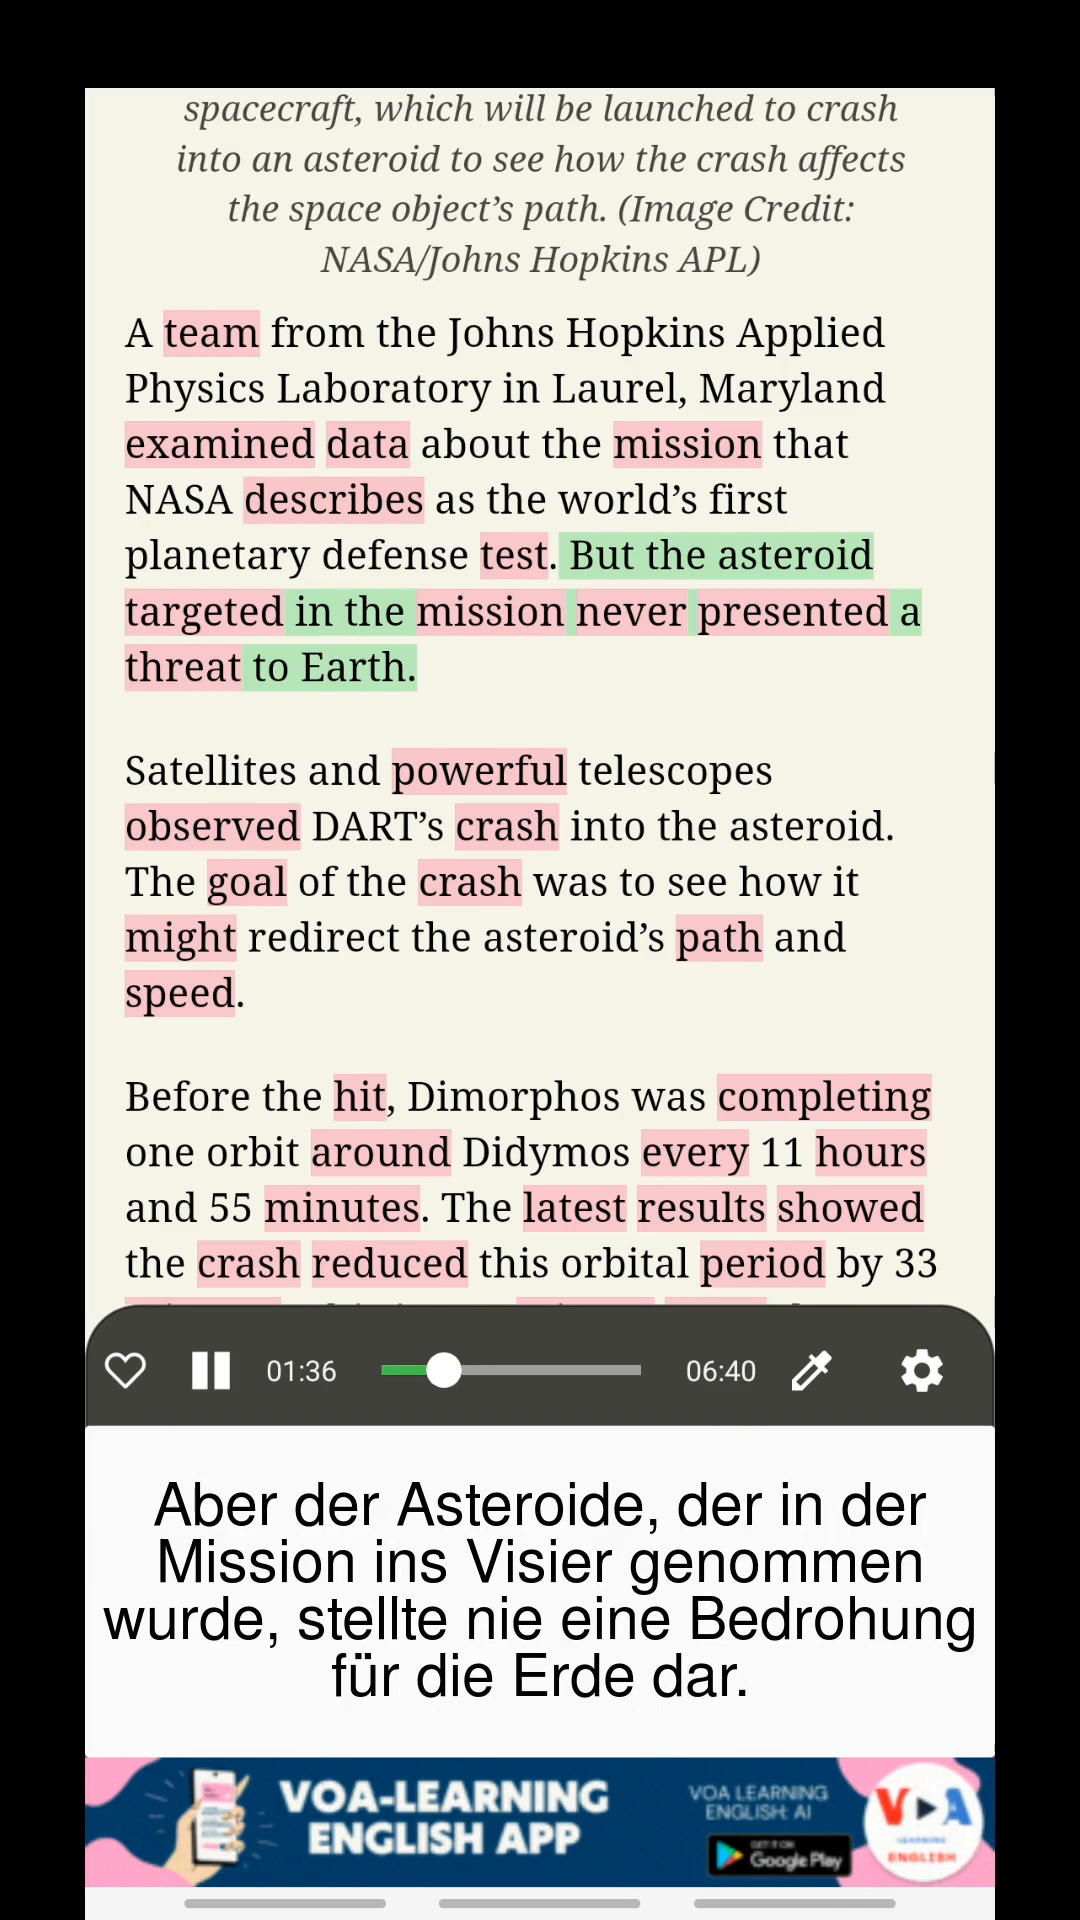 spacecraft, which will be launched to crash
into an asteroid to see how the crash affects
the space object’s path. (Image Credit:
NASA/Johns Hopkins APL)
A team from the Johns Hopkins Applied
Physics Laboratory in Laurel, Maryland
examined data about the mission that
NASA describes as the world’s first
planetary defense test. But the asteroid
targeted in the mission never presented a
threat to Earth.
Satellites and powerful telescopes
observed DART’s crash into the asteroid.
The goal of the crash was to see how it
might redirect the asteroid’s path and
speed.
Before the hit, Dimorphos was completing
one orbit around Didymos every 11 hours
and 55 minutes. The latest results showed
the crash reduced this orbital period by 33
01:36 06:40
Aber der Asteroide, der in der
Mission ins Visier genommen
wurde, stellte nie eine Bedrohung
für die Erde dar.
VOA-LEARNING
ENGLISH APP
VOA LEARNING
ENGLISH: AI
GET IT ON
Google Play
VOA
LEARNING
ENGLISH